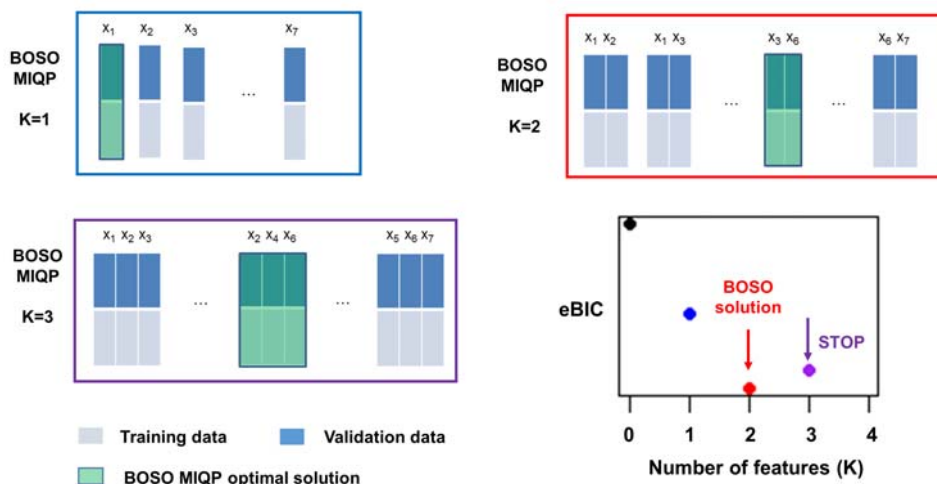 BOSO
MIQP
K=1
x₁ x₂ x₃ x₇
...
BOSO
MIQP
K=2
x₁ x₂ x₁ x₃ x₃ x₆ x₆ x₇
... ...
BOSO
MIQP
K=3
x₁ x₂ x₃ x₂ x₄ x₆ x₅ x₆ x₇
... ...
eBIC
BOSO
solution
STOP
0 1 2 3 4
Number of features (K)
Training data Validation data
BOSO MIQP optimal solution